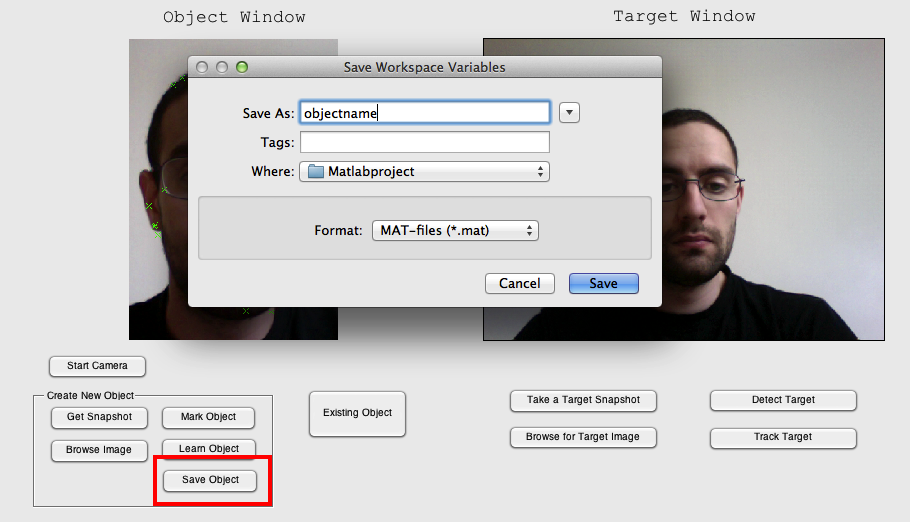 Object Window
Target Window
Save Workspace Variables
Save As: objectname
Tags:
Where: Matlabproject
Format: MAT-files (*.mat)
Cancel Save
Start Camera
Create New Object
Get Snapshot Mark Object
Browse Image Learn Object
Save Object
Existing Object
Take a Target Snapshot Detect Target
Browse for Target Image Track Target